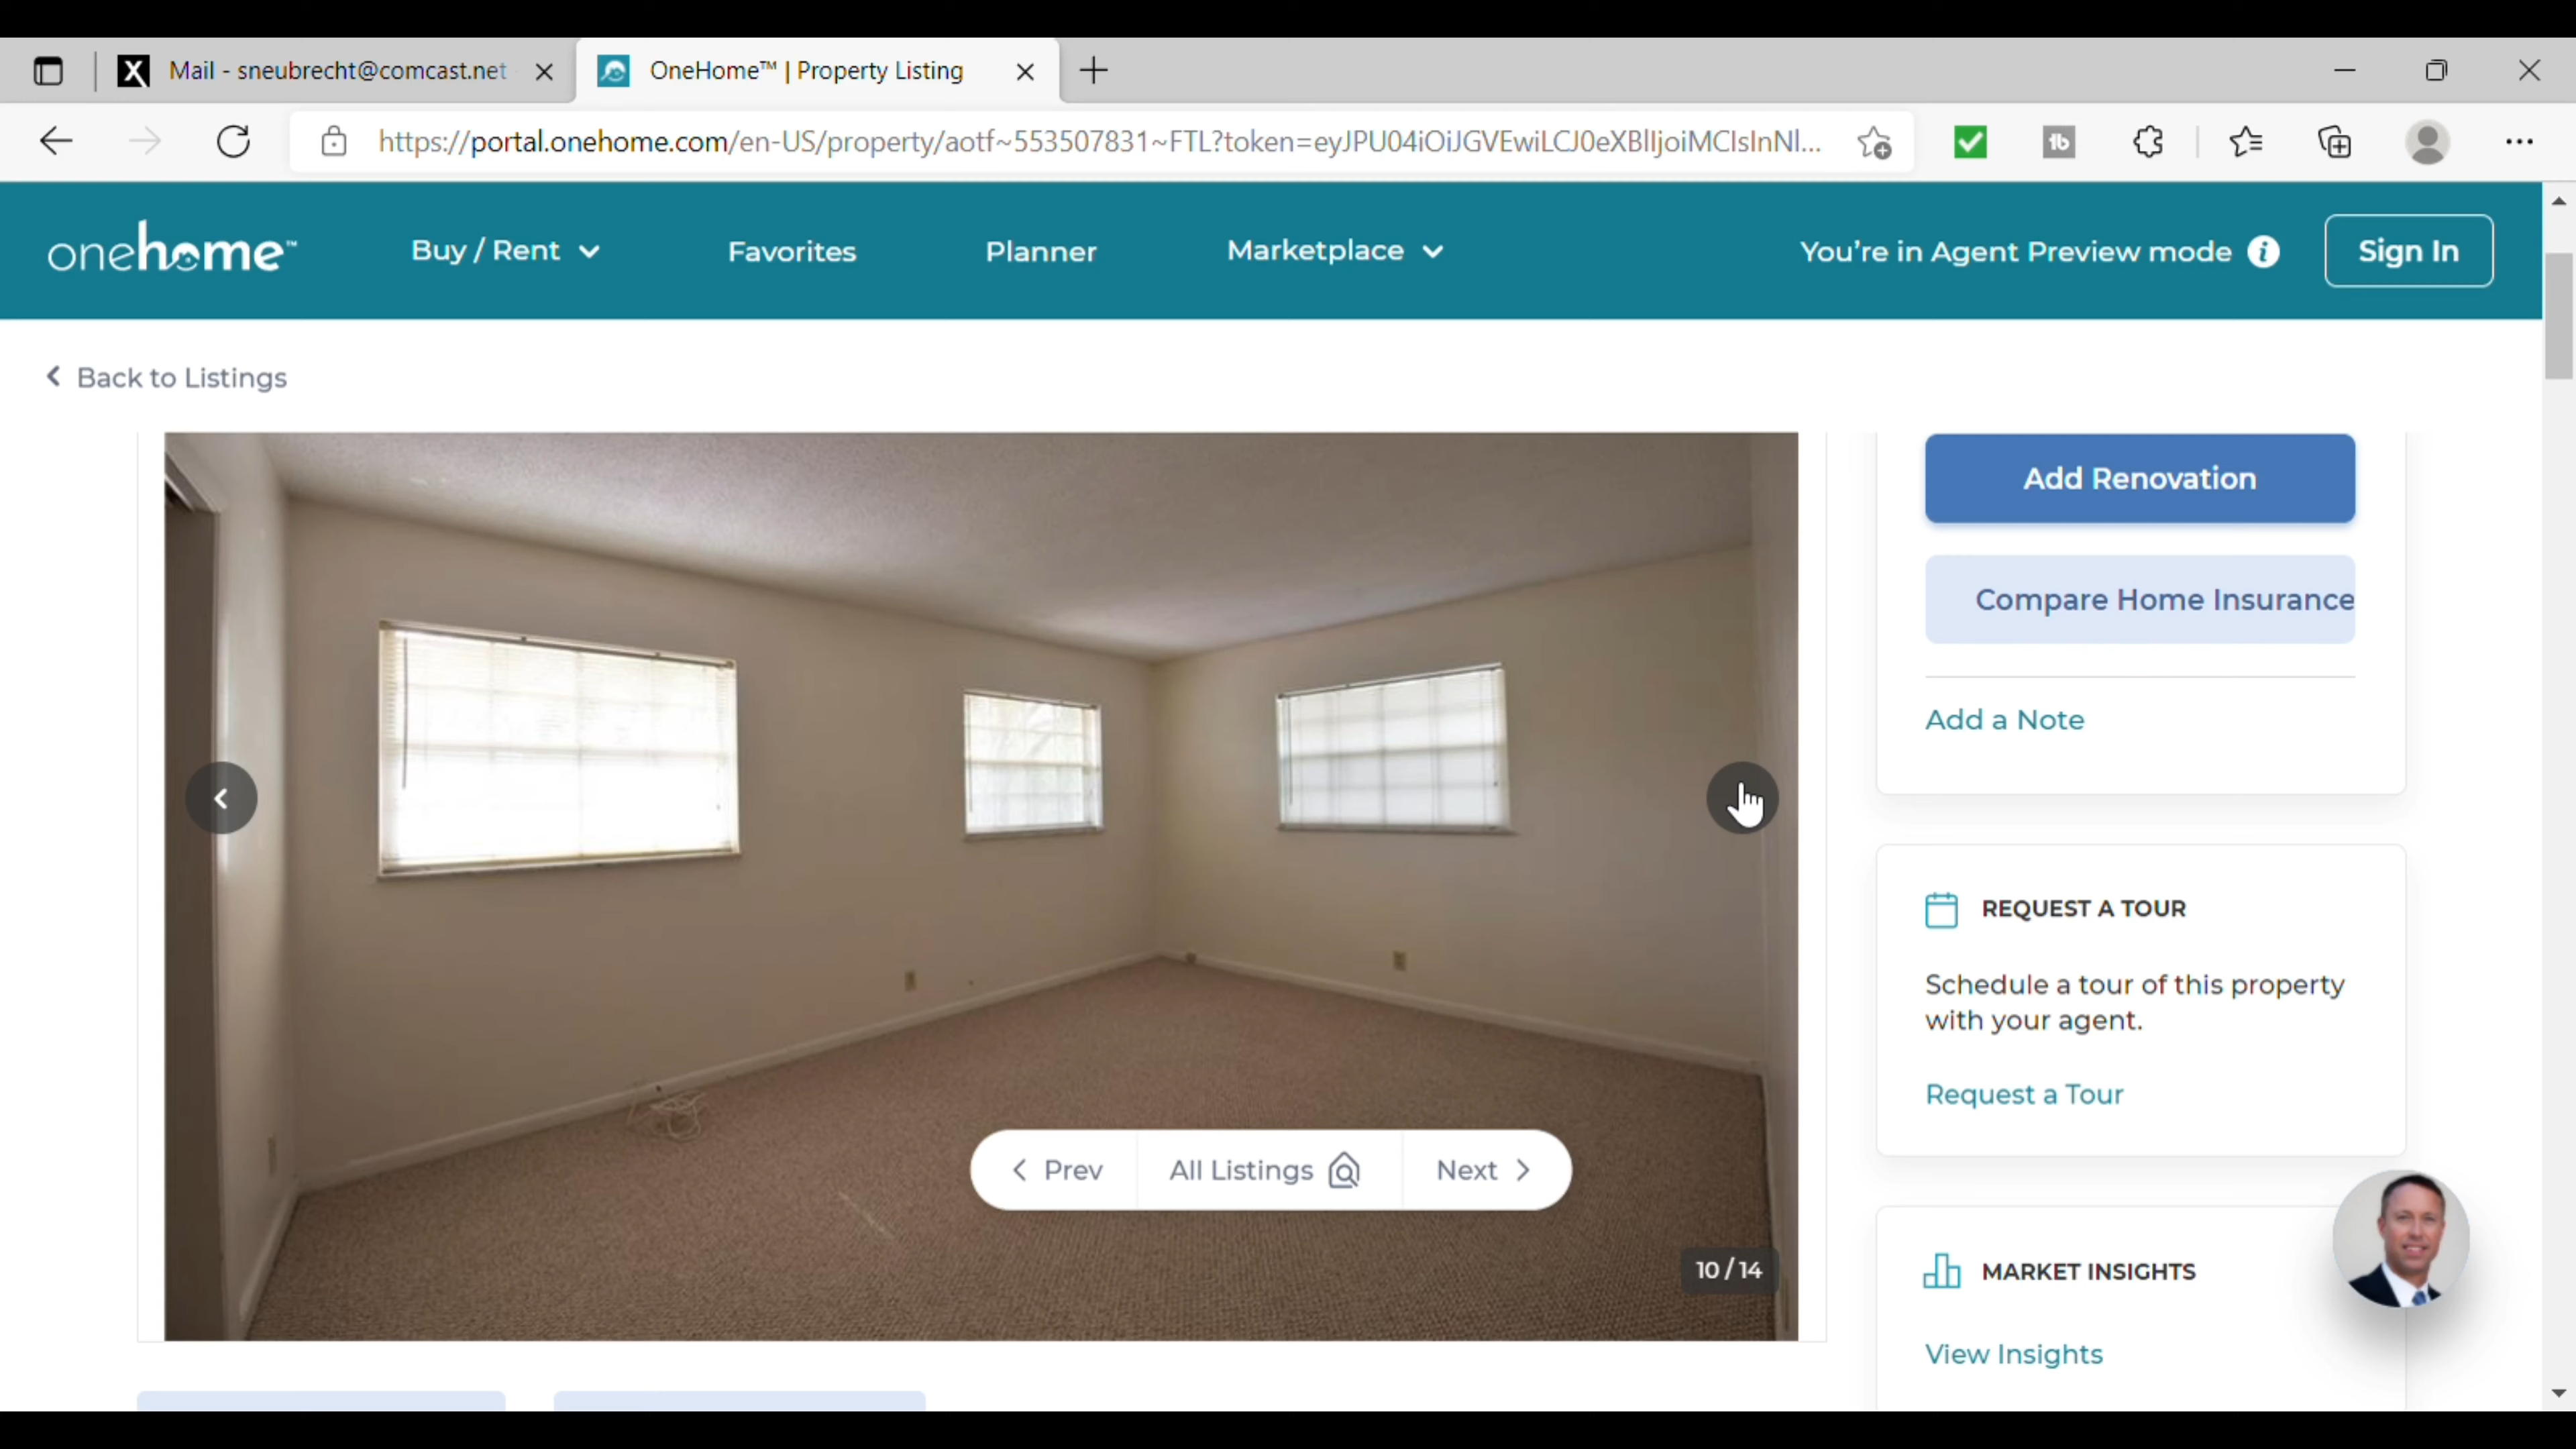 X Mail - sneubrecht@comcast.net
OneHome™ | Property Listing
https://portal.onehome.com/en-US/property/aotf~553507831~FTL?token=eyJPU04iOiJGVEwiLCJ0eXBlIjoiMCIsInNl...
onehome™
Buy / Rent
Favorites
Planner
Marketplace
You're in Agent Preview mode
Sign In
Back to Listings
Add Renovation
Compare Home Insurance
Add a Note
REQUEST A TOUR
Schedule a tour of this property
with your agent.
Request a Tour
Prev
All Listings
Next
10 / 14
MARKET INSIGHTS
View Insights